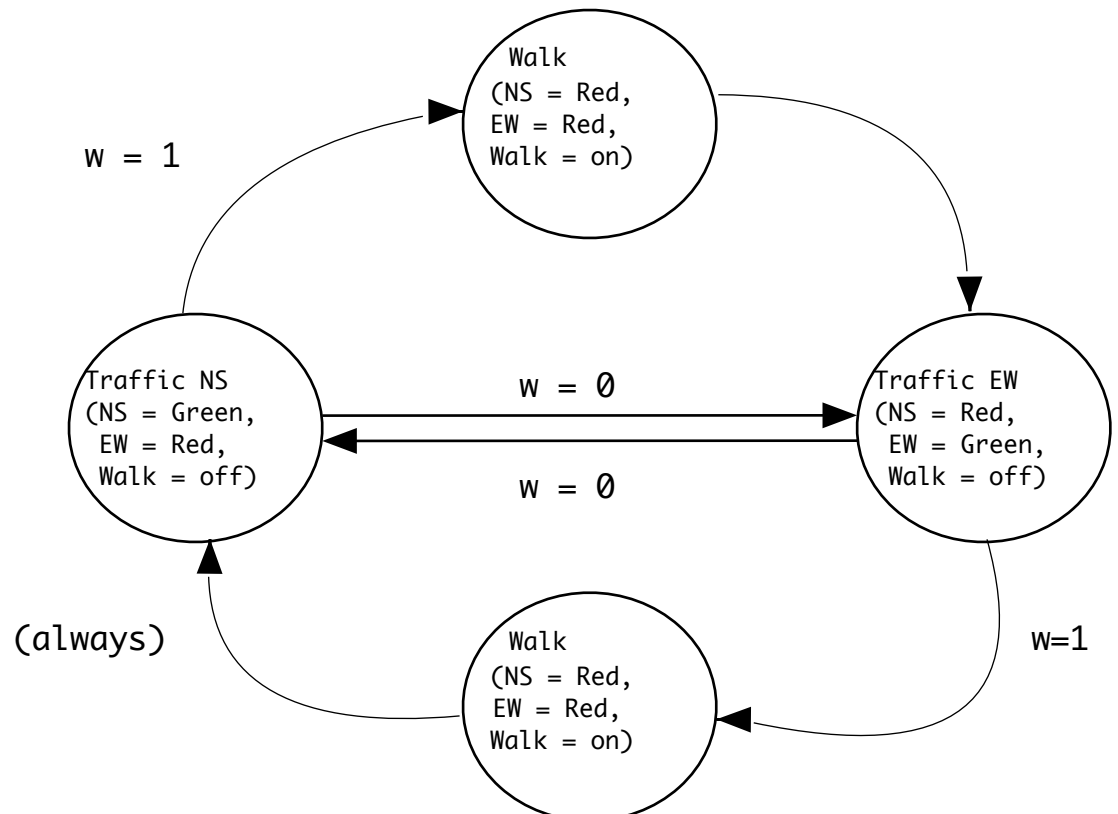 Walk
(NS = Red,
EW = Red,
Walk = on)
w = 1
Traffic NS
(NS = Green,
EW = Red,
Walk = off)
w = 0
w = 0
Traffic EW
(NS = Red,
EW = Green,
Walk = off)
(always)
Walk
(NS = Red,
EW = Red,
Walk = on)
w=1